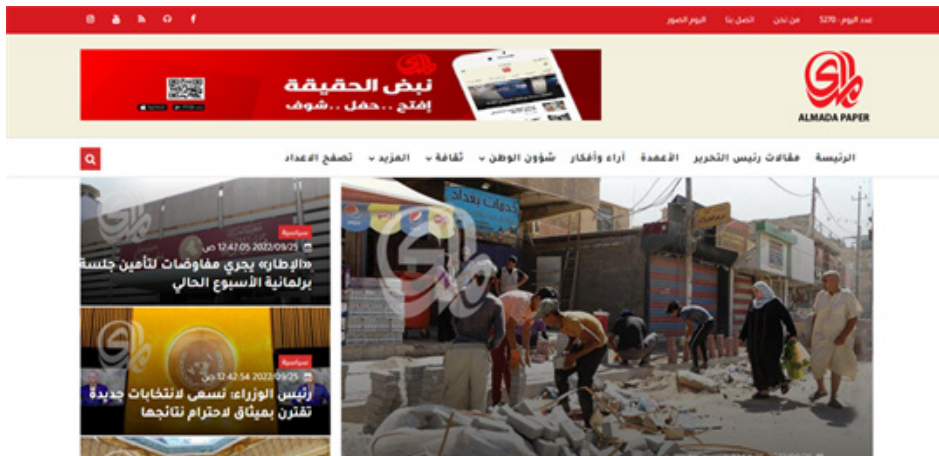 عدد اليوم - 5270
من نحن
اتصل بنا
اليوم الصور
ALMADA PAPER
نبض الحقيقة
إفتح ..حمّل ..شوف
الرئيسة
مقالات رئيس التحرير
الأعمدة
آراء وأفكار
شؤون الوطن
ثقافة
المزيد
تصفح الاعداد
خدمات بغداد
سياسية
2022/09/25 12:47:05 ص
«الإطار» يجري مفاوضات لتأمين جلسة
برلمانية الأسبوع الحالي
سياسية
2022/09/25 12:42:54 ص
رئيس الوزراء: نسعى لانتخابات جديدة
تقترن بميثاق لاحترام نتائجها